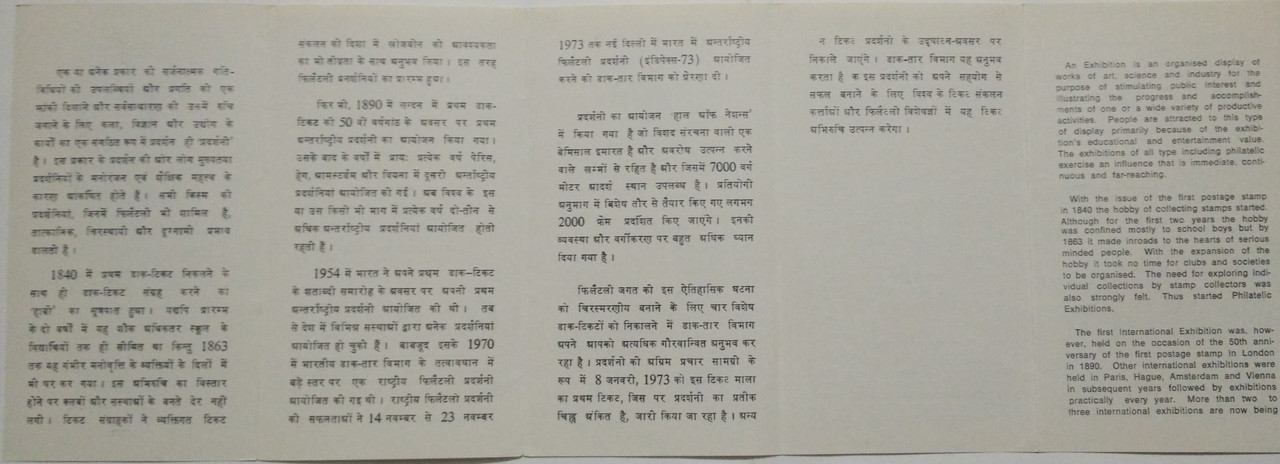 एक या अनेक प्रकार की सर्जनात्मक गति-
विधियों की उपलब्धियों और प्रगति की एक
झांकी दिखाने और सर्वसाधारण की उनमें रुचि
जगाने के लिए कला, विज्ञान और उद्योग के
कार्यों का एक संगठित रूप में प्रदर्शन ही 'प्रदर्शनी'
है। इस प्रकार के प्रदर्शन की ओर लोग मुख्यतया
प्रदर्शनियों के मनोरंजन एवं शैक्षिक महत्त्व के
कारण आकर्षित होते हैं। सभी किस्म की
प्रदर्शनियां, जिनमें फिलैटली भी शामिल है,
तात्कालिक, चिरस्थायी और दूरगामी प्रभाव
डालती हैं।
1840 में प्रथम डाक-टिकट निकलने के
साथ ही डाक-टिकट संग्रह करने का
'हाबी' का सूत्रपात हुआ। यद्यपि प्रारम्भ
के दो वर्षों में यह शौक अधिकतर स्कूल के
विद्यार्थियों तक ही सीमित था किन्तु 1863
तक यह गंभीर मनोवृत्ति के व्यक्तियों के दिलों में
भी घर कर गया। इस अभिरुचि का विस्तार
होने पर क्लबों और संस्थाओं के बनते देर नहीं
लगी। टिकट संग्राहकों ने व्यक्तिगत टिकट
संकलन की दिशा में खोजबीन की आवश्यकता
का भी तीव्रता के साथ अनुभव किया। इस तरह
फिलैटली प्रदर्शनियों का प्रारम्भ हुआ।
फिर भी, 1890 में लन्दन में प्रथम डाक-
टिकट की 50 वीं वर्षगांठ के अवसर पर प्रथम
अन्तर्राष्ट्रीय प्रदर्शनी का आयोजन किया गया।
उसके बाद के वर्षों में प्राय: प्रत्येक वर्ष पेरिस,
हेग, आमस्टर्डम और वियना में दूसरी अन्तर्राष्ट्रीय
प्रदर्शनियां आयोजित की गई। अब विश्व के इस
या उस किसी भी भाग में प्रत्येक वर्ष दो-तीन से
अधिक अन्तर्राष्ट्रीय प्रदर्शनियां आयोजित होती
रहती हैं।
1954 में भारत ने अपने प्रथम डाक-टिकट
के शताब्दी समारोह के अवसर पर अपनी प्रथम
अन्तर्राष्ट्रीय प्रदर्शनी आयोजित की थी। तब
से देश में विभिन्न संस्थाओं द्वारा अनेक प्रदर्शनियां
आयोजित हो चुकी हैं। बावजूद इसके 1970
में भारतीय डाक-तार विभाग के तत्वावधान में
बड़े स्तर पर एक राष्ट्रीय फिलैटली प्रदर्शनी
आयोजित की गइ थी। राष्ट्रीय फिलैटली प्रदर्शनी
की सफलताओं ने 14 नवम्बर से 23 नवम्बर
1973 तक नई दिल्ली में भारत में अन्तर्राष्ट्रीय
फिलैटली प्रदर्शनी (इंडिपेक्स-73) आयोजित
करने की डाक-तार विभाग को प्रेरणा दी।
प्रदर्शनी का आयोजन 'हाल ऑफ नेशन्स'
में किया गया है जो विशद संरचना वाली एक
बेमिसाल इमारत है और अवरोध उत्पन्न करने
वाले खम्भों से रहित है और जिसमें 7000 वर्ग
मीटर आदर्श स्थान उपलब्ध है। प्रतियोगी
अनुभाग में विशेष तौर से तैयार किए गए लगभग
2000 फ्रेम प्रदर्शित किए जाएंगे। इनकी
व्यवस्था और वर्गीकरण पर बहुत अधिक ध्यान
दिया गया है।
फिलैटली जगत की इस ऐतिहासिक घटना
को चिरस्मरणीय बनाने के लिए चार विशेष
डाक-टिकटों को निकालने में डाक-तार विभाग
अपने आपको अत्यधिक गौरवान्वित अनुभव कर
रहा है। प्रदर्शनी की अग्रिम प्रचार सामग्री के
रूप में 8 जनवरी, 1973 को इस टिकट माला
का प्रथम टिकट, जिस पर प्रदर्शनी का प्रतीक
चिह्न अंकित है, जारी किया जा रहा है। अन्य
न टिकट प्रदर्शनी के उद्घाटन-अवसर पर
निकाले जाएंगे। डाक-तार विभाग यह अनुभव
करता है क इस प्रदर्शनी को अपने सहयोग से
सफल बनाने के लिए विश्व के टिकट संकलन
कर्त्ताओं और फिलैटली विशेषज्ञों में यह टिकट
अभिरुचि उत्पन्न करेगा।
An Exhibition is an organised display of
works of art, science and industry for the
purpose of stimulating public interest and
illustrating the progress and accomplish-
ments of one or a wide variety of productive
activities. People are attracted to this type
of display primarily because of the exhibi-
tion's educational and entertainment value.
The exhibitions of all type including philatelic
exercise an influence that is immediate, conti-
nuous and far-reaching.
With the issue of the first postage stamp
in 1840 the hobby of collecting stamps started.
Although for the first two years the hobby
was confined mostly to school boys but by
1863 it made inroads to the hearts of serious
minded people. With the expansion of the
hobby it took no time for clubs and societies
to be organised. The need for exploring indi-
vidual collections by stamp collectors was
also strongly felt. Thus started Philatelic
Exhibitions.
The first International Exhibition was, how-
ever, held on the occasion of the 50th anni-
versary of the first postage stamp in London
in 1890. Other international exhibitions were
held in Paris, Hague, Amsterdam and Vienna
in subsequent years followed by exhibitions
practically every year. More than two to
three international exhibitions are now being